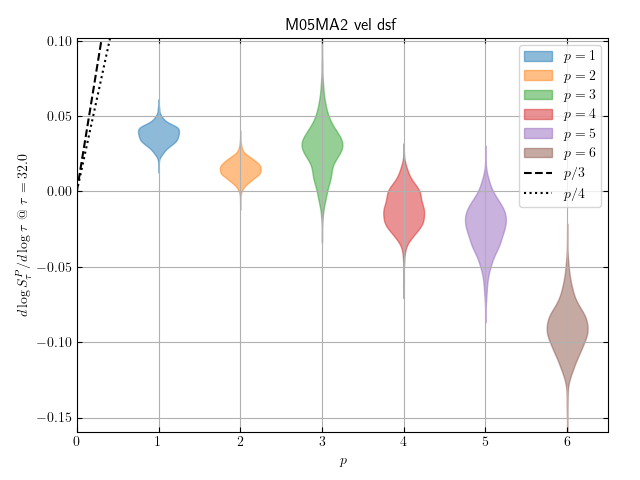 M05MA2 vel dsf
d log S_τ^P / d log τ @ τ = 32.0
0.10
0.05
0.00
−0.05
−0.10
−0.15
0 1 2 3 4 5 6
p
p = 1
p = 2
p = 3
p = 4
p = 5
p = 6
p/3
p/4